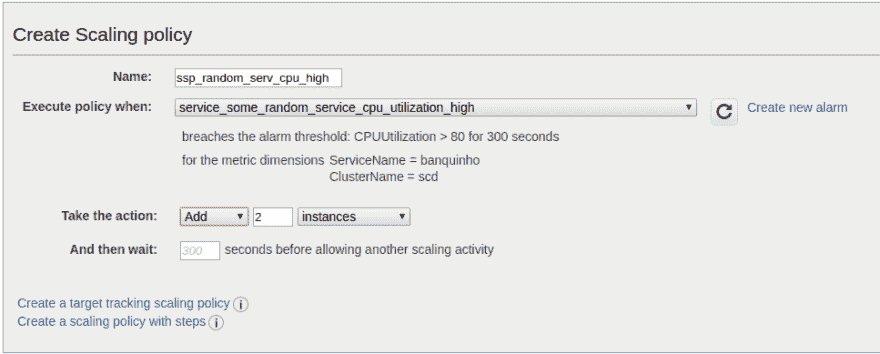 Create Scaling policy
Name: ssp_random_serv_cpu_high
Execute policy when: service_some_random_service_cpu_utilization_high Create new alarm
breaches the alarm threshold: CPUUtilization > 80 for 300 seconds
for the metric dimensions ServiceName = banquinho
ClusterName = scd
Take the action: Add 2 instances
And then wait: 300 seconds before allowing another scaling activity
Create a target tracking scaling policy i
Create a scaling policy with steps i